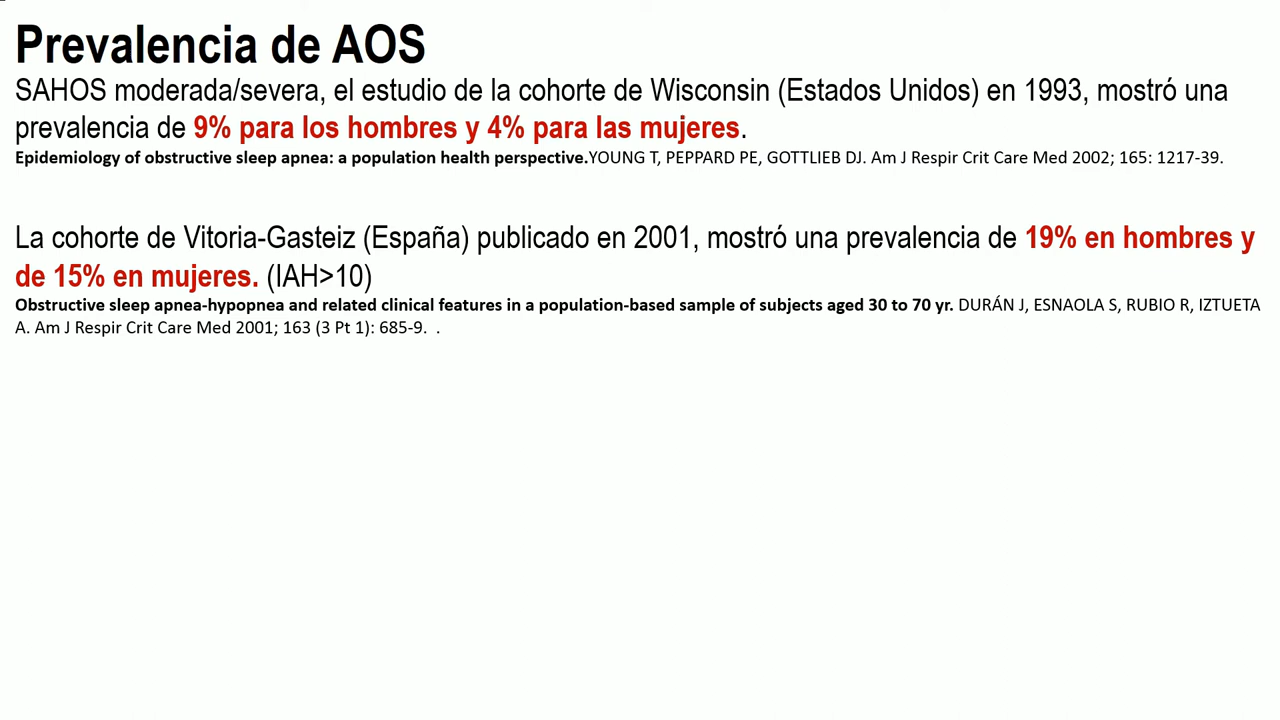 Prevalencia de AOS
SAHOS moderada/severa, el estudio de la cohorte de Wisconsin (Estados Unidos) en 1993, mostró una
prevalencia de 9% para los hombres y 4% para las mujeres.
Epidemiology of obstructive sleep apnea: a population health perspective.YOUNG T, PEPPARD PE, GOTTLIEB DJ. Am J Respir Crit Care Med 2002; 165: 1217-39.
La cohorte de Vitoria-Gasteiz (España) publicado en 2001, mostró una prevalencia de 19% en hombres y
de 15% en mujeres. (IAH>10)
Obstructive sleep apnea-hypopnea and related clinical features in a population-based sample of subjects aged 30 to 70 yr. DURÁN J, ESNAOLA S, RUBIO R, IZTUETA
A. Am J Respir Crit Care Med 2001; 163 (3 Pt 1): 685-9. .